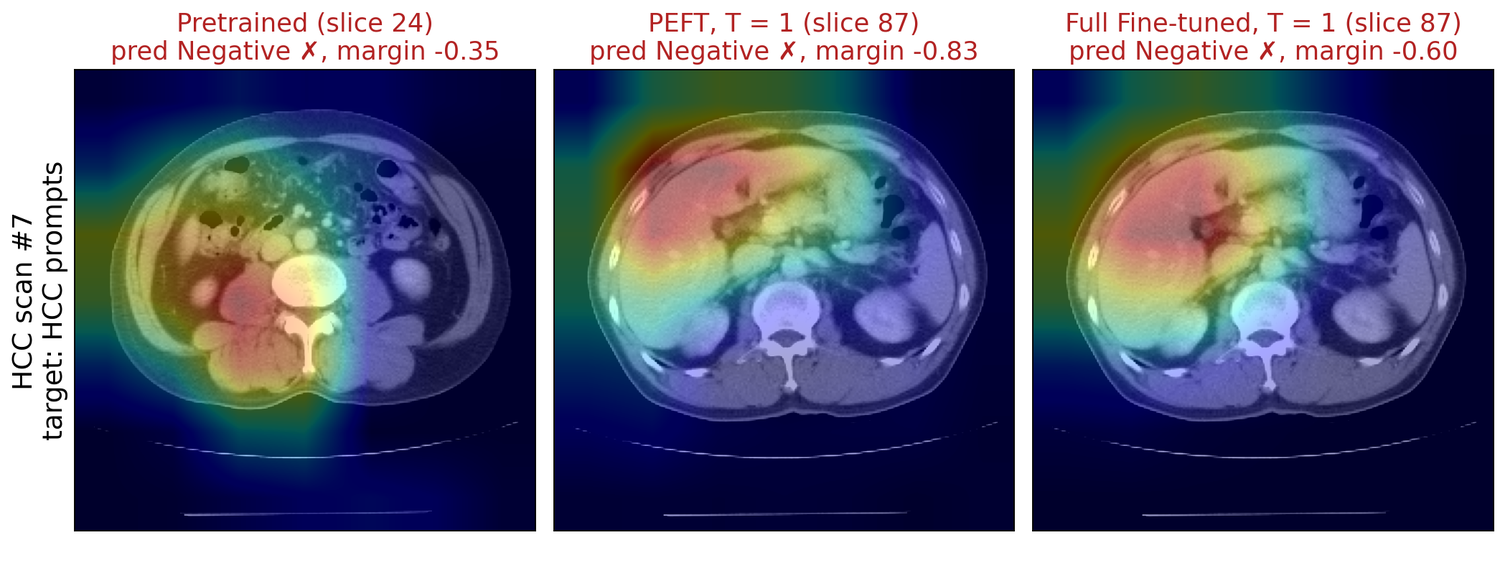 Pretrained (slice 24)
pred Negative ✗, margin -0.35
PEFT, T = 1 (slice 87)
pred Negative ✗, margin -0.83
Full Fine-tuned, T = 1 (slice 87)
pred Negative ✗, margin -0.60
HCC scan #7
target: HCC prompts